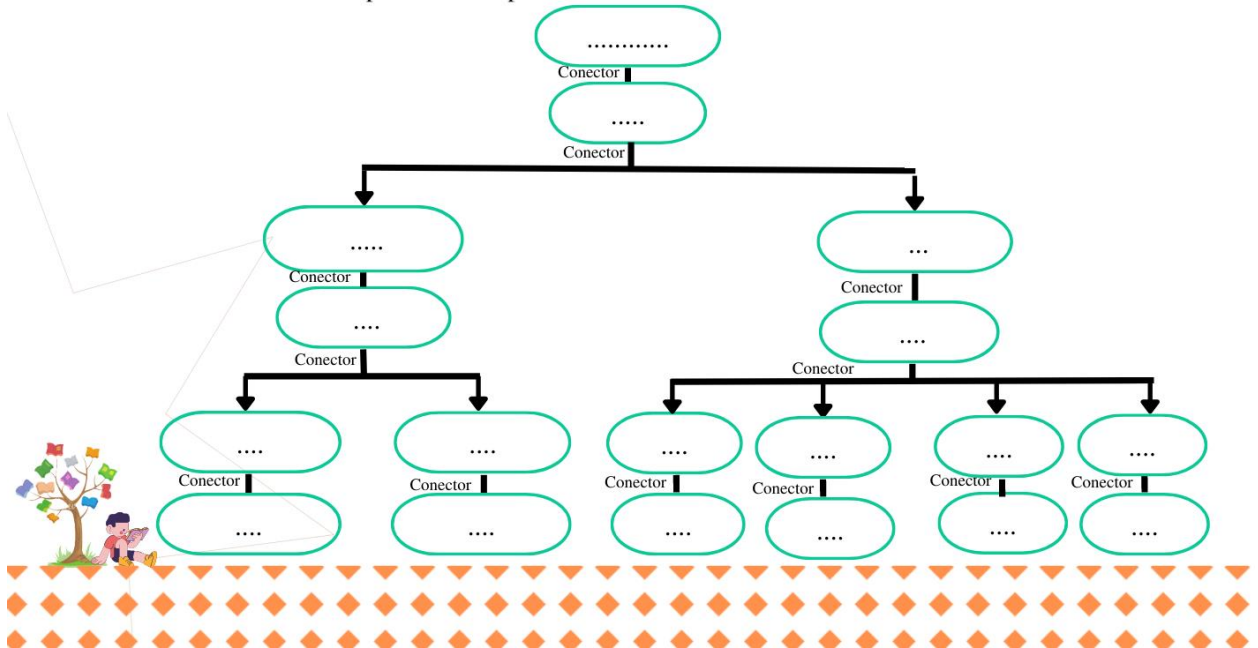 ............
Conector
.....
Conector
..... ...
Conector Conector
.... ....
Conector Conector
.... .... .... .... .... ....
Conector Conector Conector Conector Conector Conector
.... .... .... .... .... ....